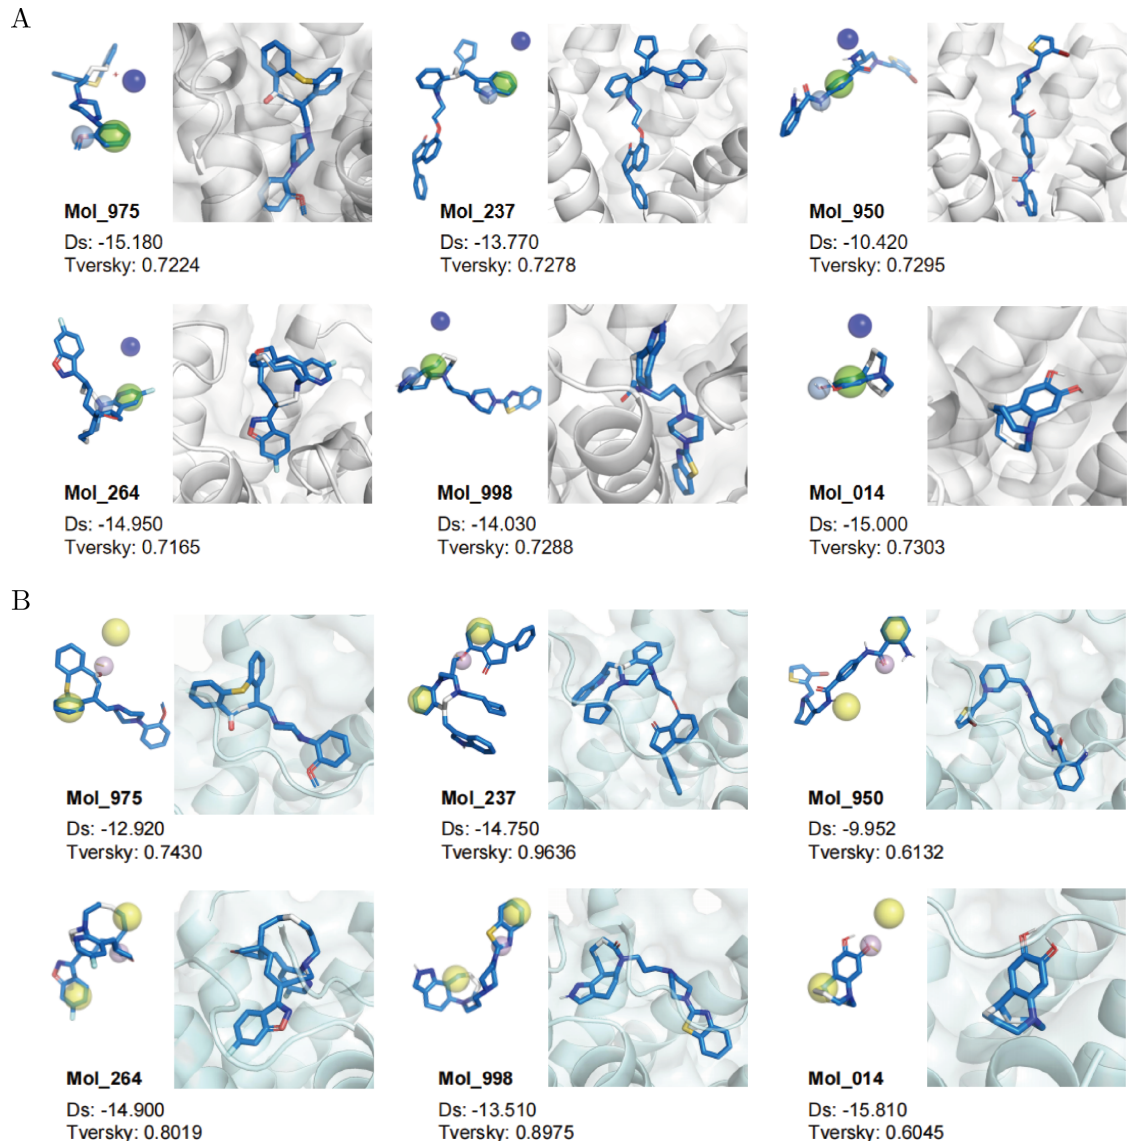 A
Mol_975
Ds: -15.180
Tversky: 0.7224
Mol_237
Ds: -13.770
Tversky: 0.7278
Mol_950
Ds: -10.420
Tversky: 0.7295
Mol_264
Ds: -14.950
Tversky: 0.7165
Mol_998
Ds: -14.030
Tversky: 0.7288
Mol_014
Ds: -15.000
Tversky: 0.7303
B
Mol_975
Ds: -12.920
Tversky: 0.7430
Mol_237
Ds: -14.750
Tversky: 0.9636
Mol_950
Ds: -9.952
Tversky: 0.6132
Mol_264
Ds: -14.900
Tversky: 0.8019
Mol_998
Ds: -13.510
Tversky: 0.8975
Mol_014
Ds: -15.810
Tversky: 0.6045